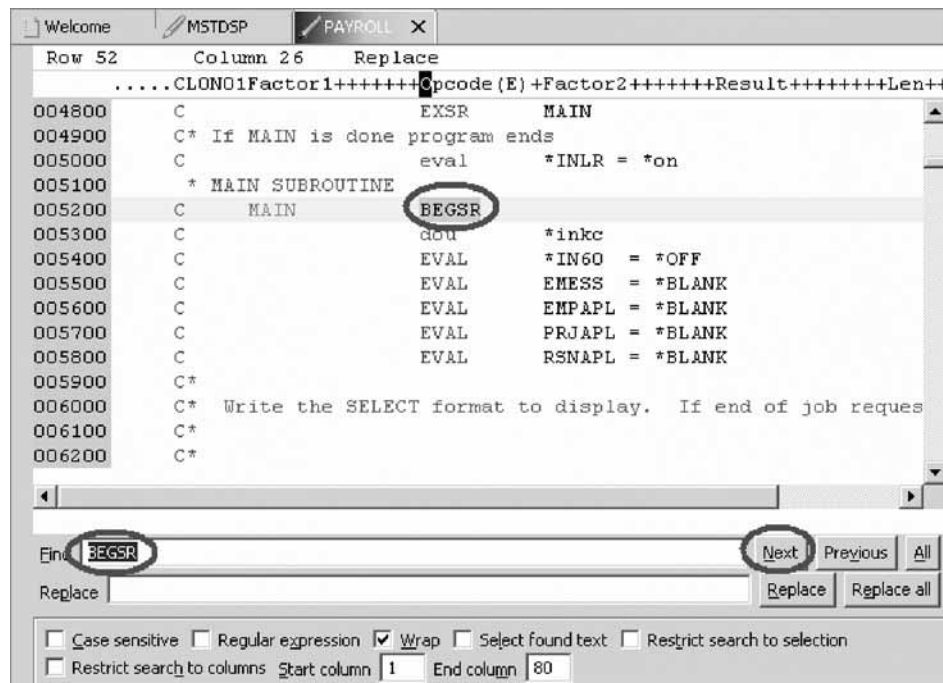 Welcome MSTDSP PAYROLL
Row 52 Column 26 Replace
.....CLON01Factor1+++++++Opcode(E)+Factor2+++++++Result++++++++Len++
004800 C EXSR MAIN
004900 C* If MAIN is done program ends
005000 C eval *INLR = *on
005100 * MAIN SUBROUTINE
005200 C MAIN BEGSR
005300 C dou *inkc
005400 C EVAL *IN60 = *OFF
005500 C EVAL EMESS = *BLANK
005600 C EVAL EMPAPL = *BLANK
005700 C EVAL PRJAPL = *BLANK
005800 C EVAL RSNAPL = *BLANK
005900 C*
006000 C* Write the SELECT format to display. If end of job reques
006100 C*
006200 C*
Find BEGSR Next Previous All
Replace Replace Replace all
Case sensitive Regular expression Wrap Select found text Restrict search to selection
Restrict search to columns Start column 1 End column 80